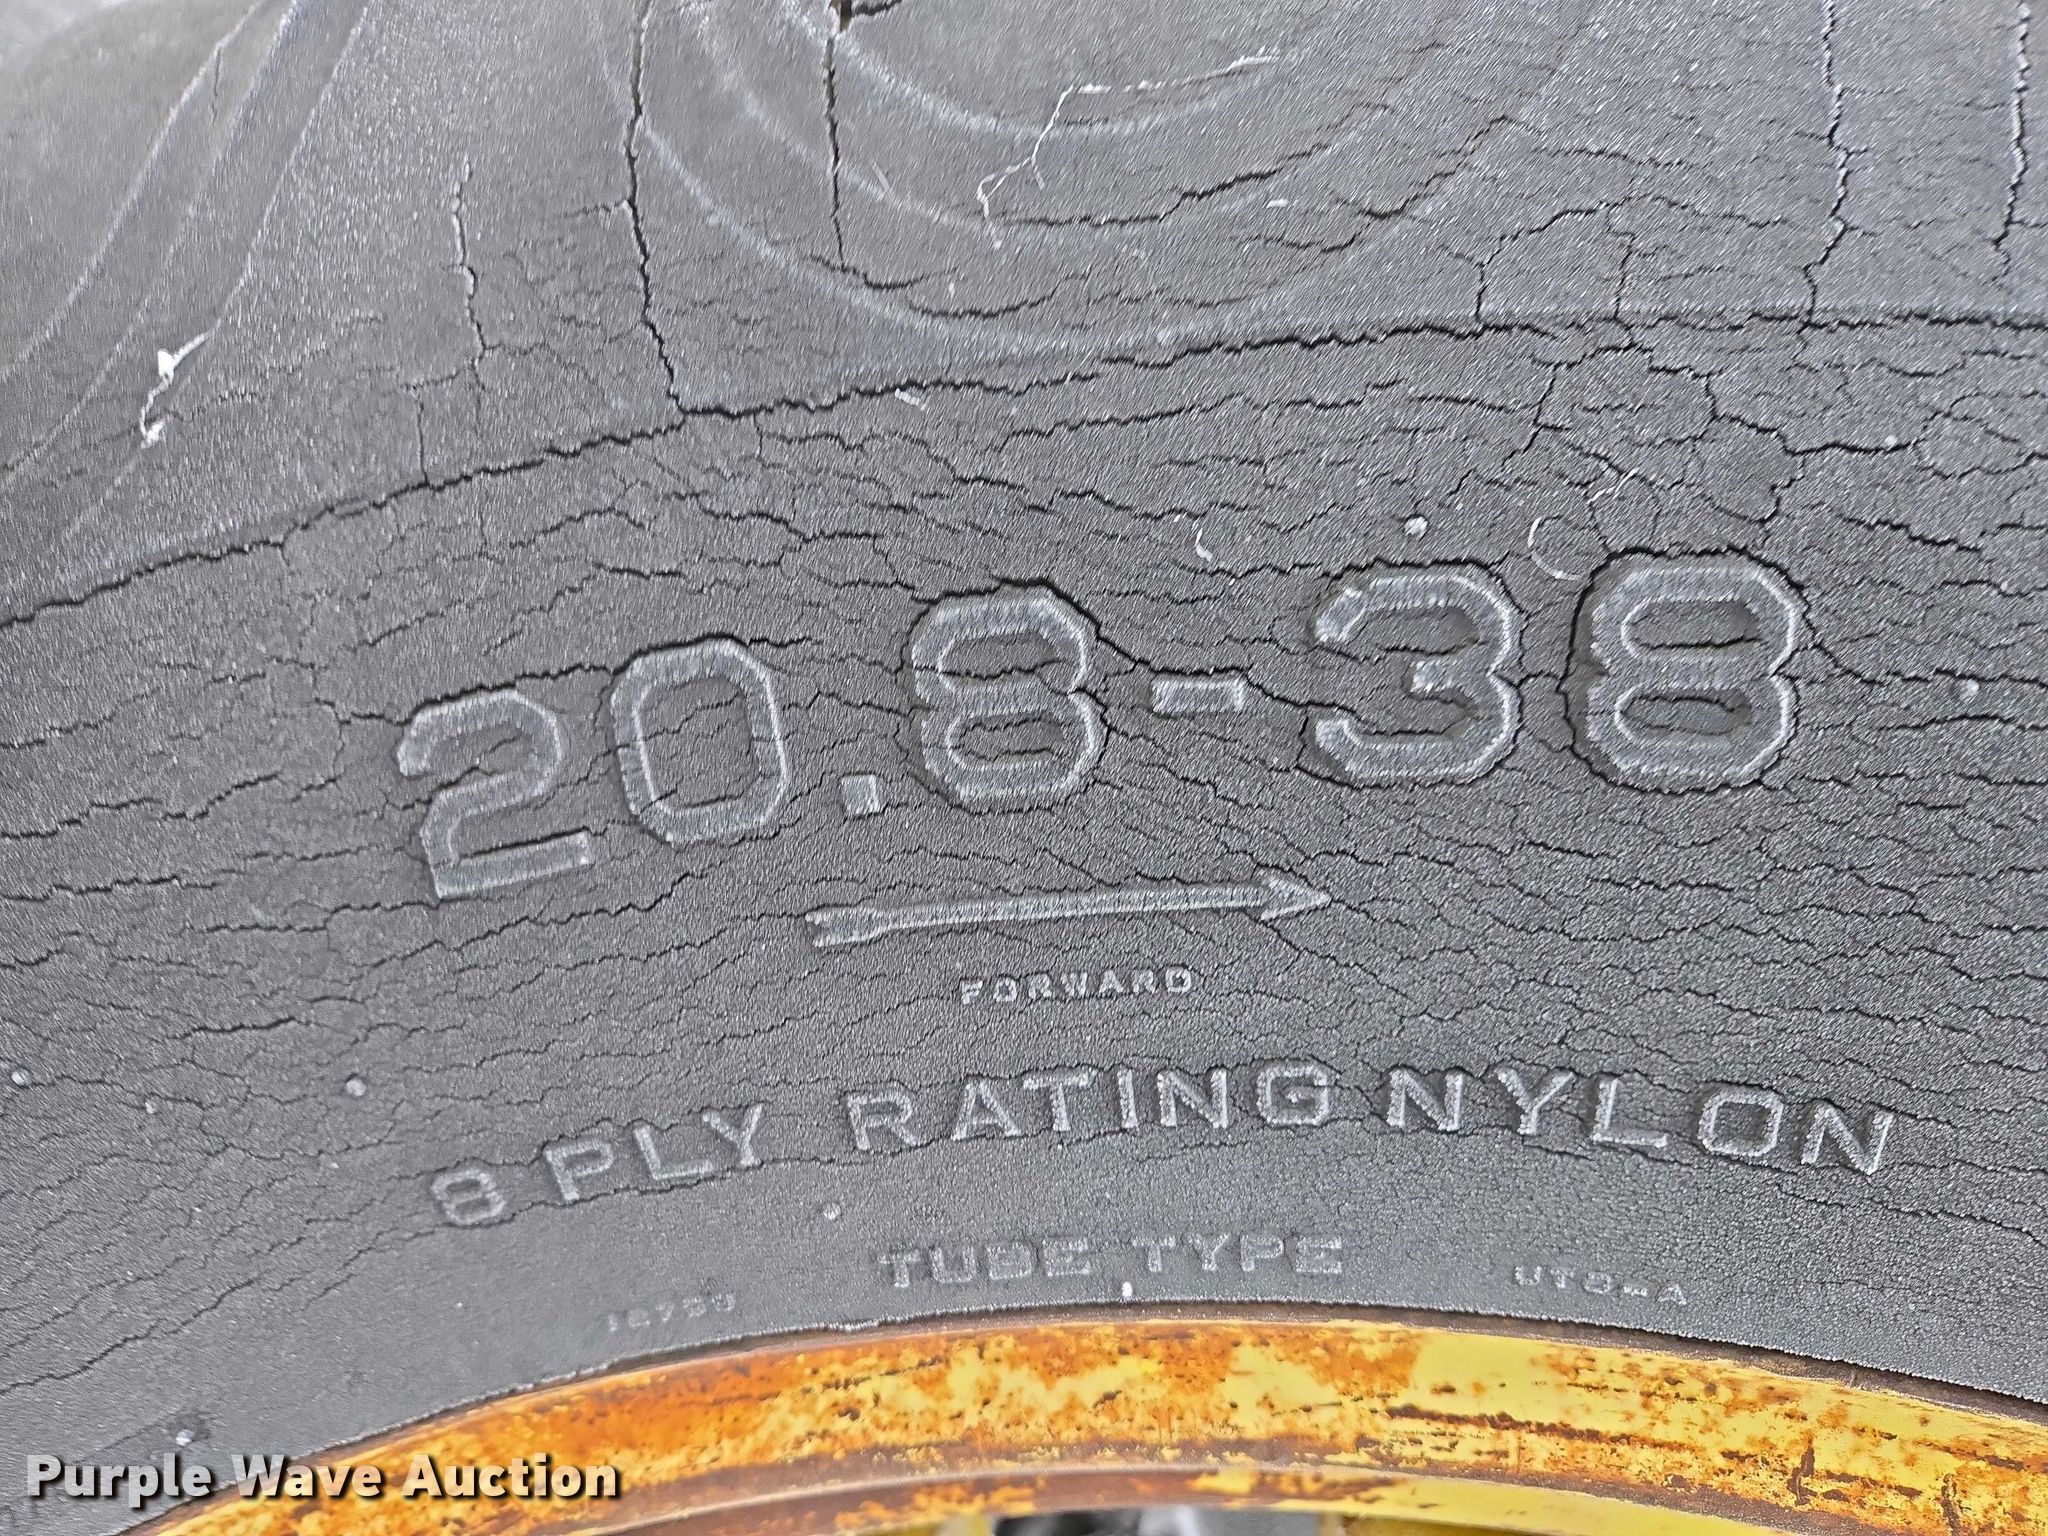 20.8-38
FORWARD
8 PLY RATING NYLON
TUBE TYPE
Purple Wave Auction